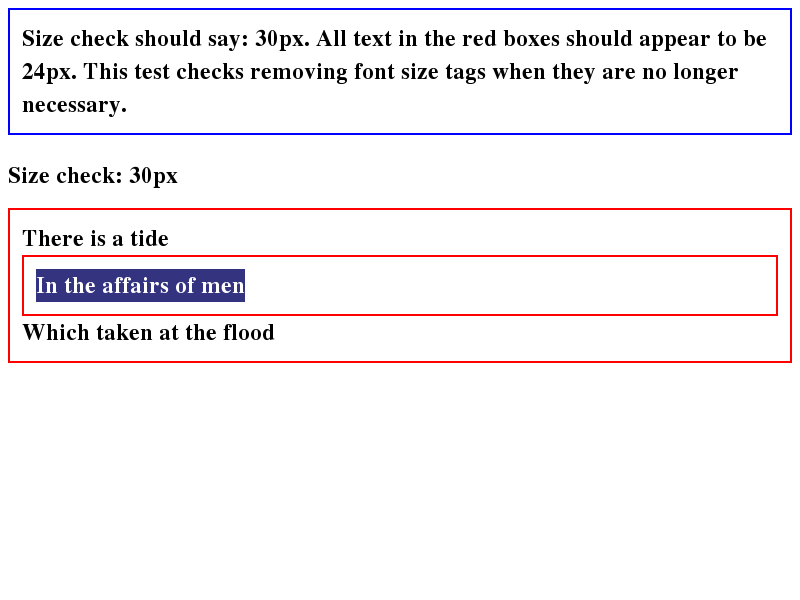 Size check should say: 30px. All text in the red boxes should appear to be
24px. This test checks removing font size tags when they are no longer
necessary.
Size check: 30px
There is a tide
In the affairs of men
Which taken at the flood